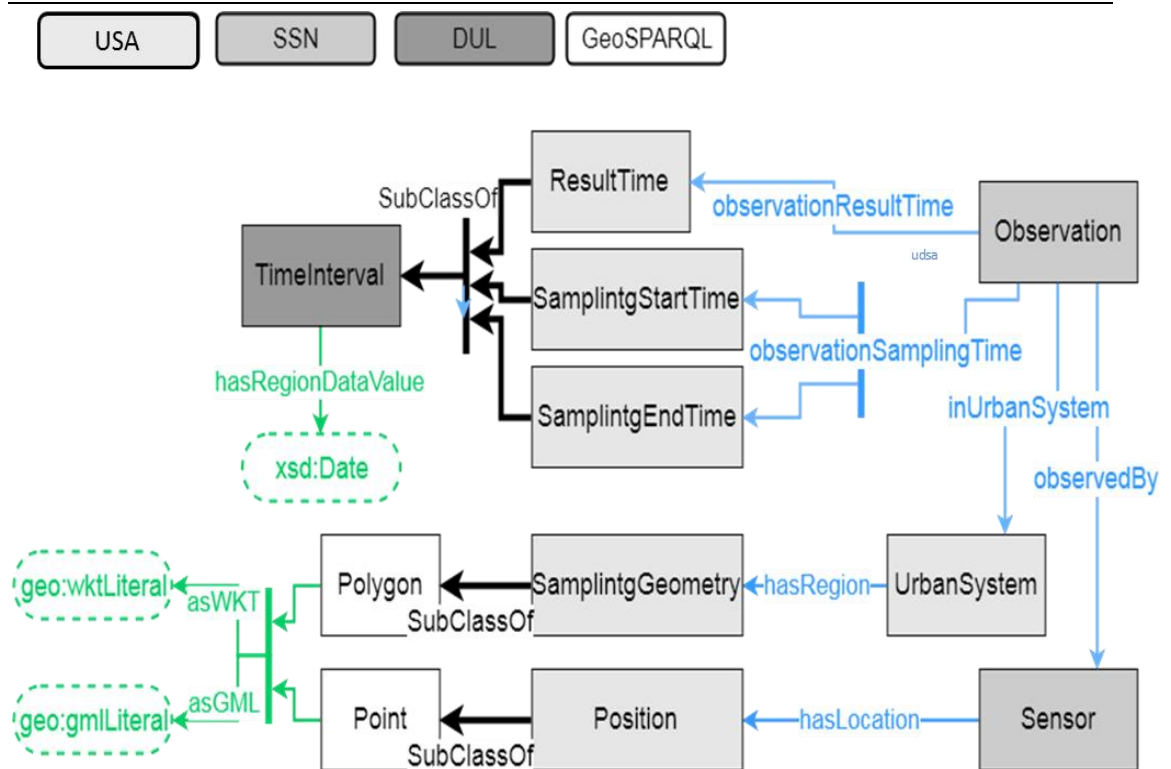 USA
SSN
DUL
GeoSPARQL
ResultTime
SubClassOf
observationResultTime
Observation
udsa
TimeInterval
SamplintgStartTime
observationSamplingTime
hasRegionDataValue
SamplintgEndTime
inUrbanSystem
xsd:Date
observedBy
geo:wktLiteral
asWKT
Polygon
SubClassOf
SamplintgGeometry
hasRegion
UrbanSystem
geo:gmlLiteral
asGML
Point
SubClassOf
Position
hasLocation
Sensor